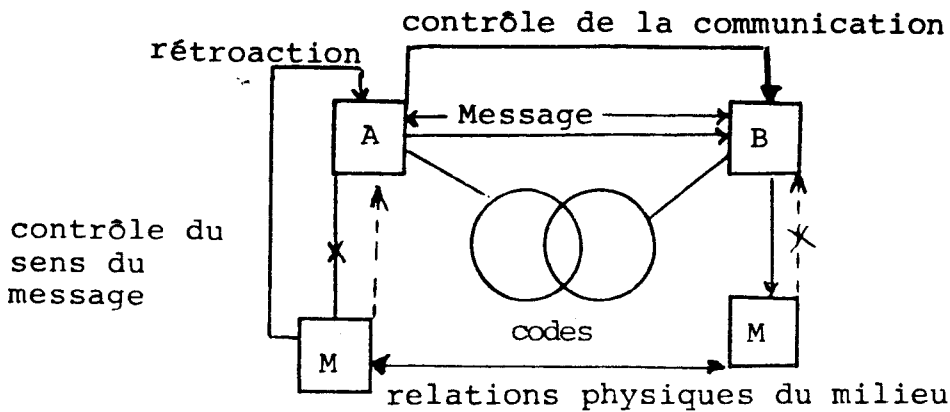 contrôle de la communication
rétroaction
Message
A
B
contrôle du
sens du
message
codes
M
M
relations physiques du milieu